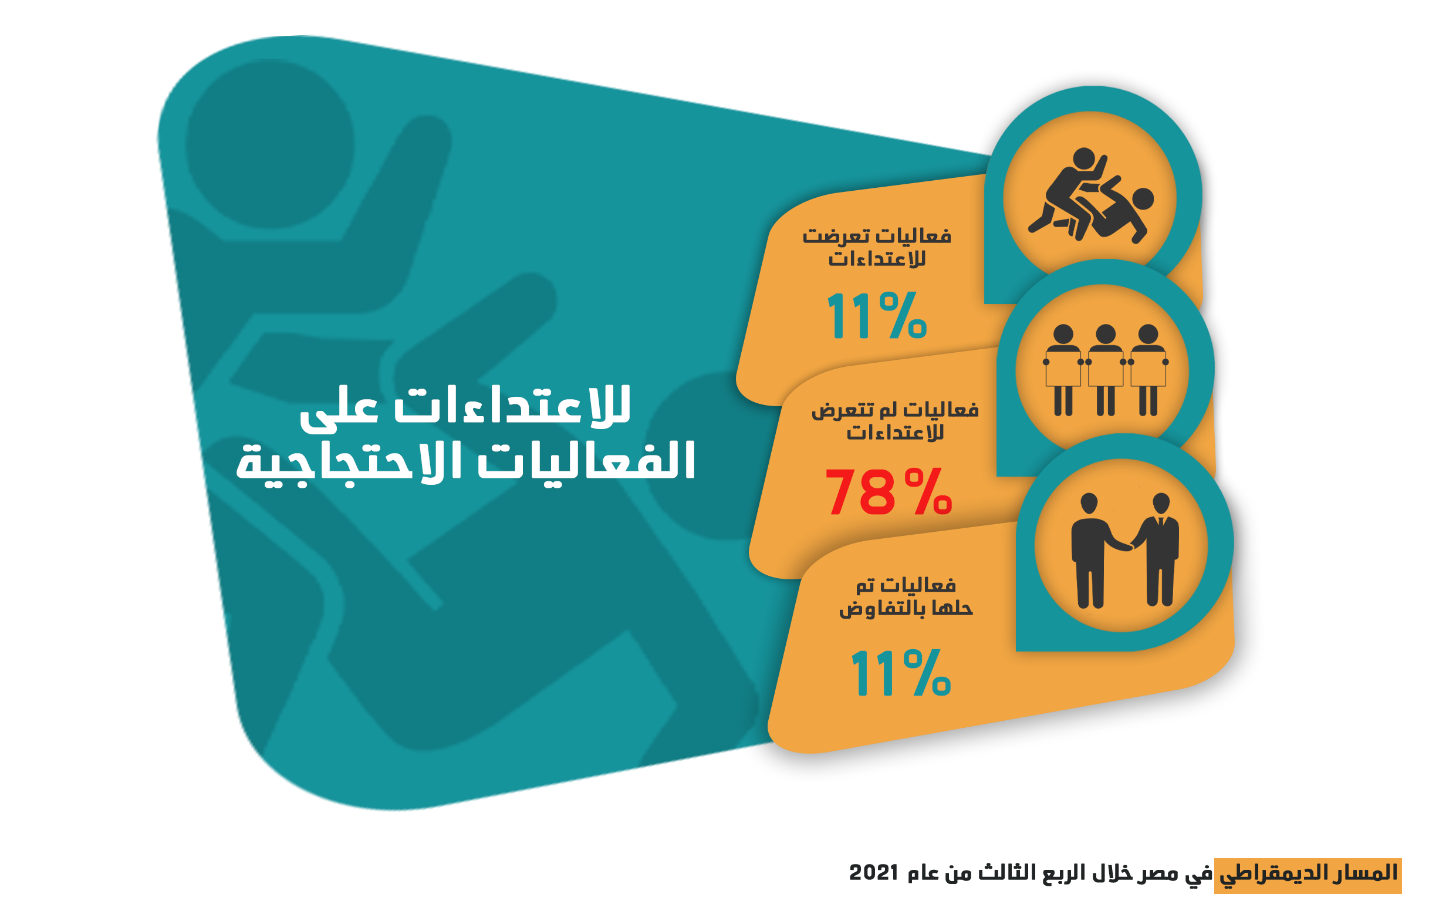 للاعتداءات على
الفعاليات الاحتجاجية
فعاليات تعرضت
للاعتداءات
11%
فعاليات لم تتعرض
للاعتداءات
78%
فعاليات تم
حلها بالتفاوض
11%
المسار الديمقراطي في مصر خلال الربع الثالث من عام 2021